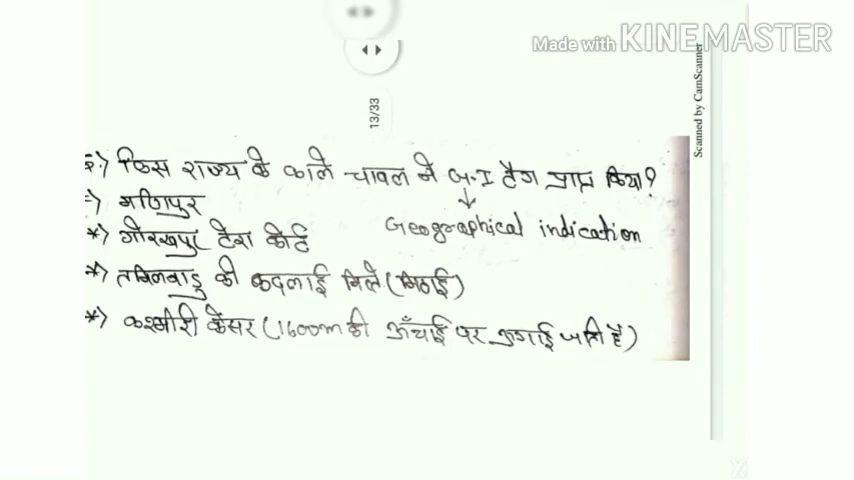 Made with KINEMASTER
Scanned by CamScanner
13/33
किस राज्य के काले चावल ने G.I टैग प्राप्त किया?
=> मणिपुर
Geographical indication
*> गोरखपुर टेरा कोटे
*> तमिलनाडु की कदलाई मिले (मिठाई)
*> कश्मीरी केसर (1600m की ऊँचाई पर उगाई जाती है)